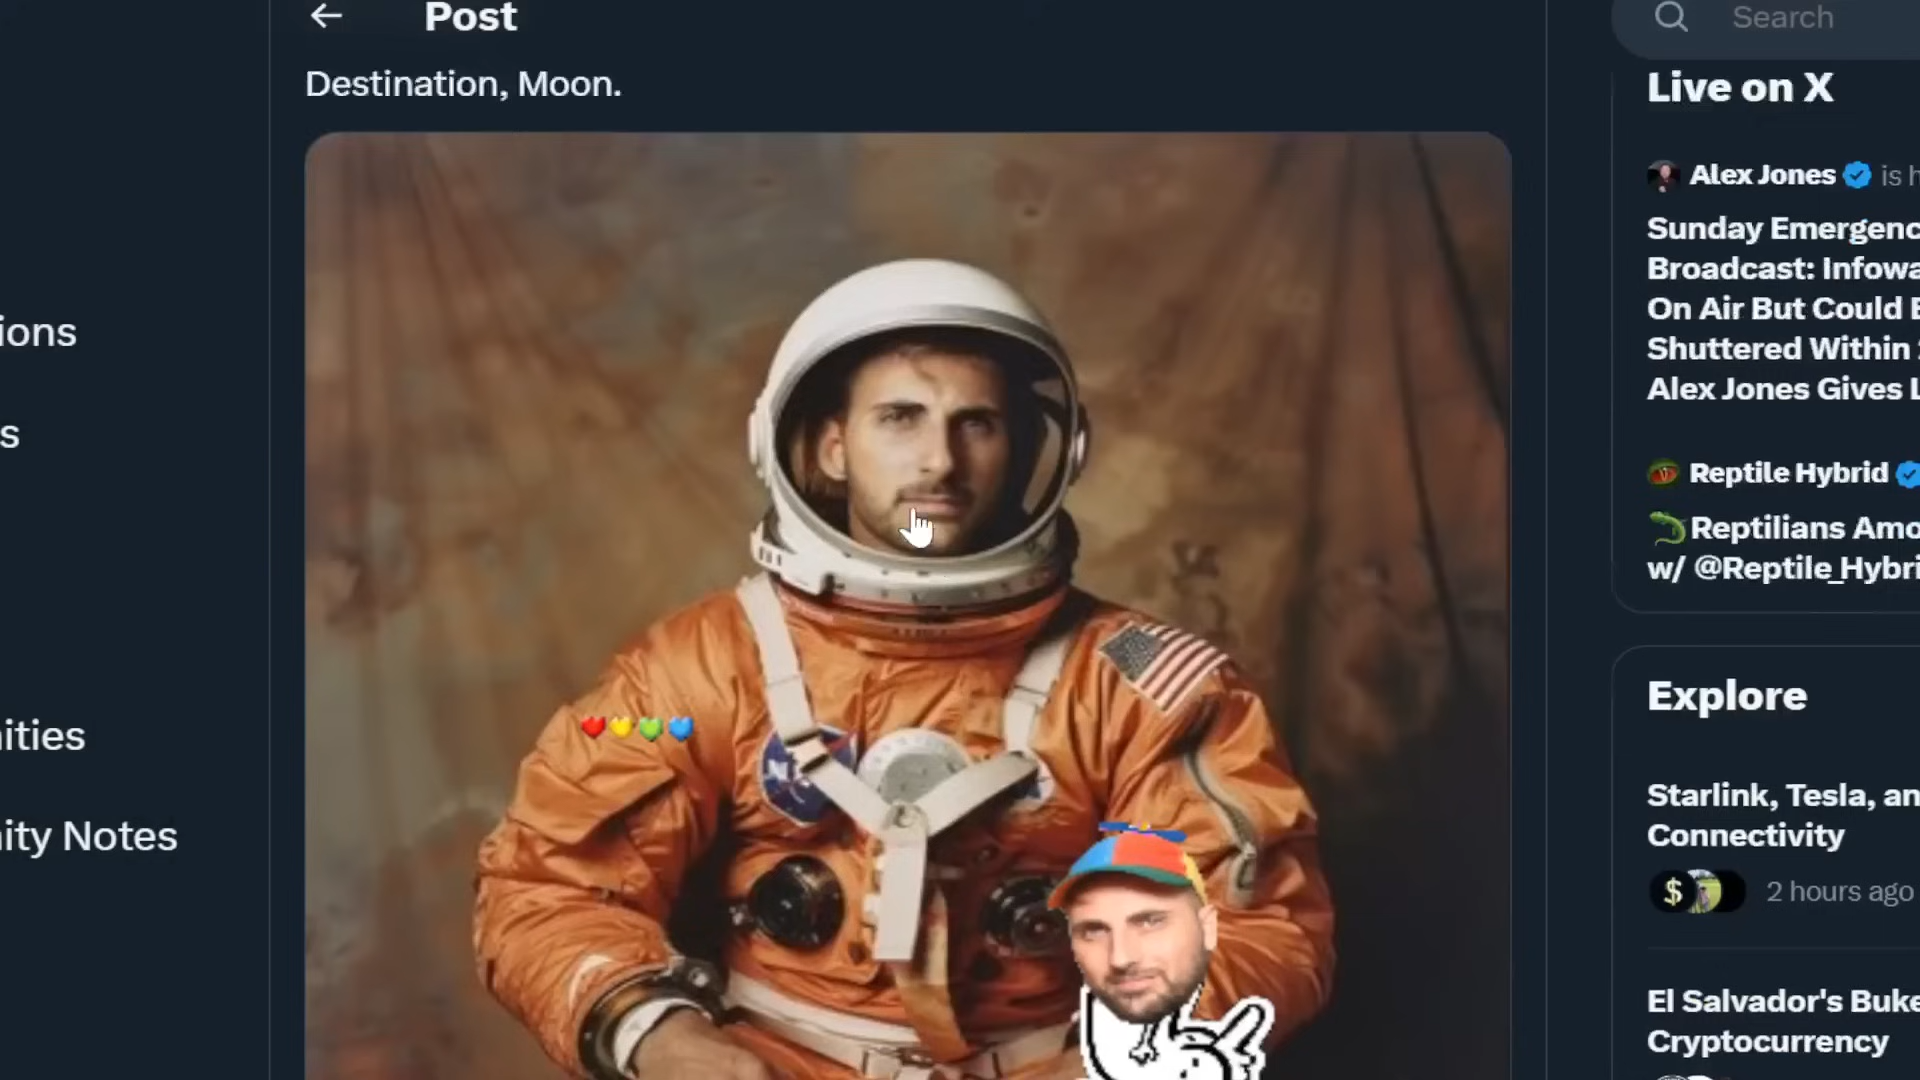 Post
Search
Destination, Moon.
Live on X
Alex Jones is h
Sunday Emergenc
Broadcast: Infowa
On Air But Could
Shuttered Within
Alex Jones Gives
Reptile Hybrid
Reptilians Amo
w/ @Reptile_Hybri
Explore
Starlink, Tesla, an
Connectivity
$
2 hours ago
El Salvador's Buke
Cryptocurrency
ions
s
ities
ity Notes